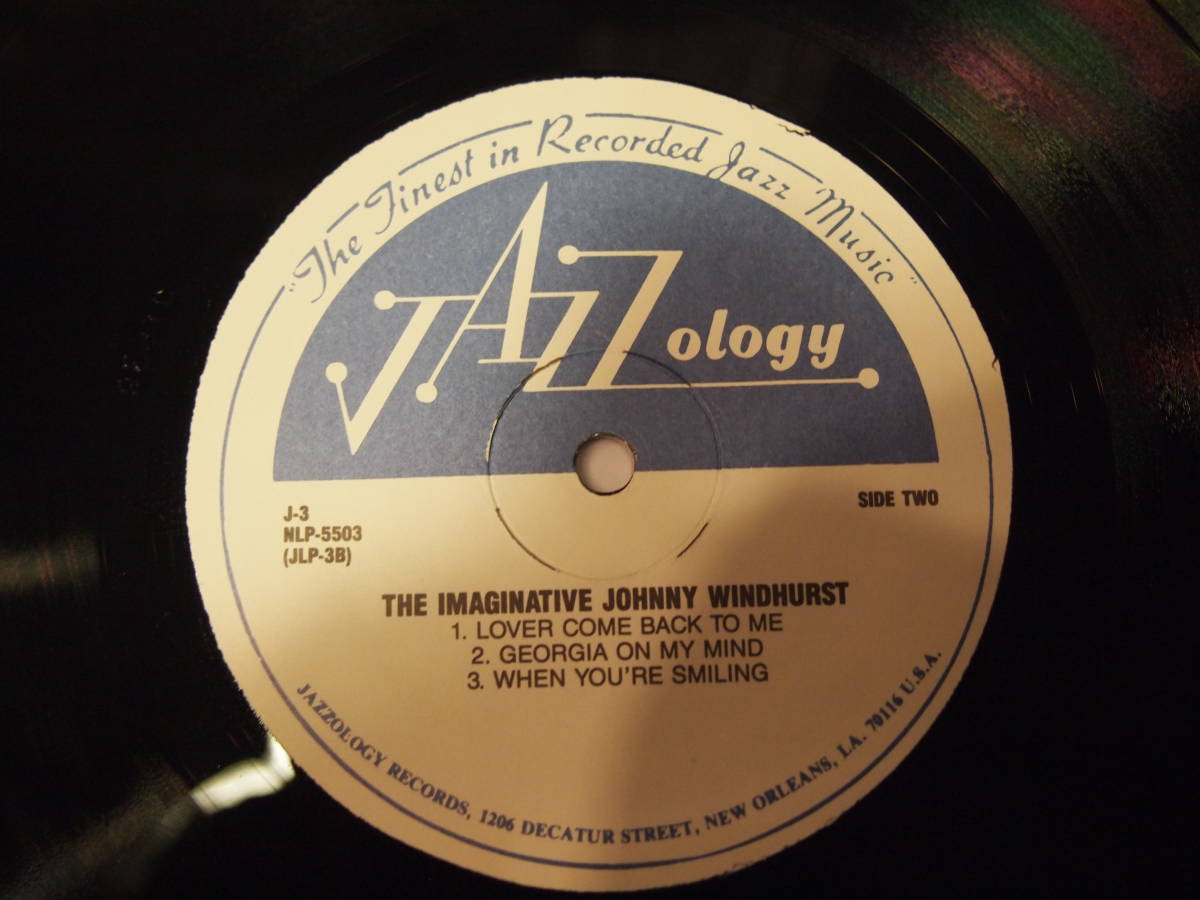 "The Finest in Recorded Jazz Music"
JAZZology
J-3
NLP-5503
(JLP-3B)
SIDE TWO
THE IMAGINATIVE JOHNNY WINDHURST
1. LOVER COME BACK TO ME
2. GEORGIA ON MY MIND
3. WHEN YOU'RE SMILING
JAZZOLOGY RECORDS, 1206 DECATUR STREET, NEW ORLEANS, LA. 70116 U.S.A.